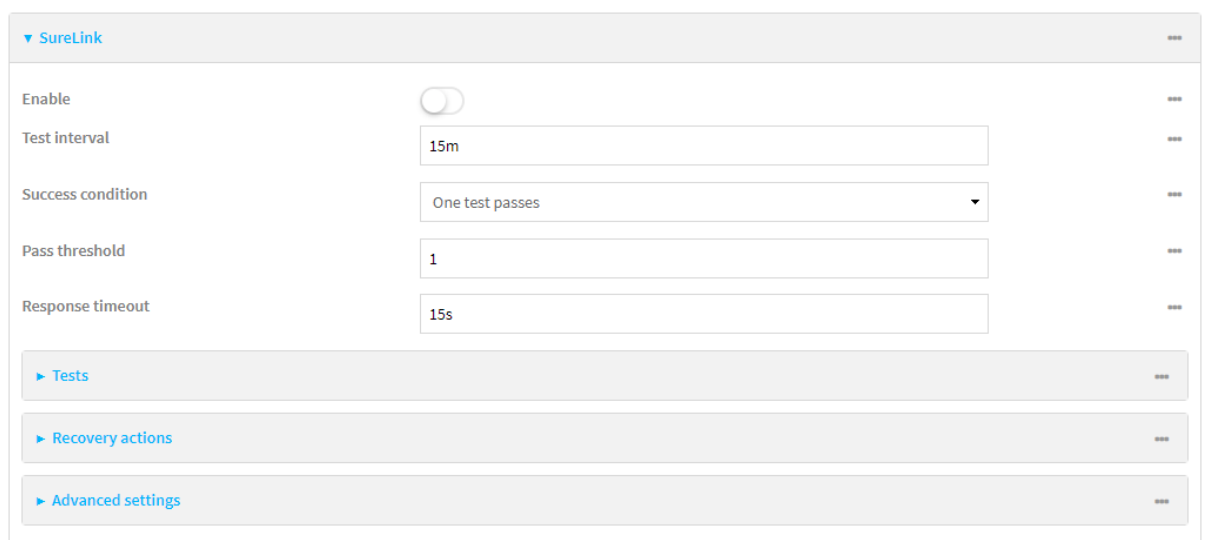 SureLink
Enable
Test interval
15m
Success condition
One test passes
Pass threshold
1
Response timeout
15s
Tests
Recovery actions
Advanced settings